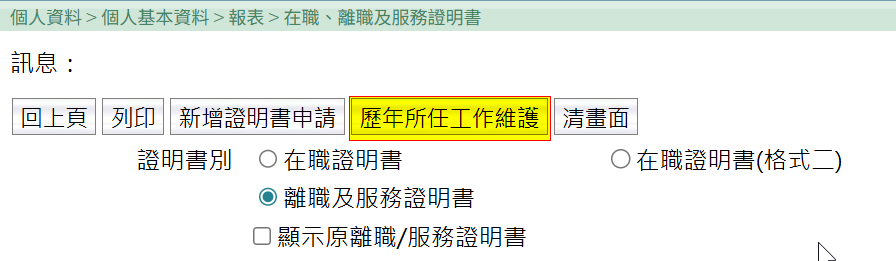 個人資料 > 個人基本資料 > 報表 > 在職、離職及服務證明書
訊息：
回上頁 列印 新增證明書申請 歷年所任工作維護 清畫面
證明書別 在職證明書 在職證明書(格式二)
離職及服務證明書
顯示原離職/服務證明書